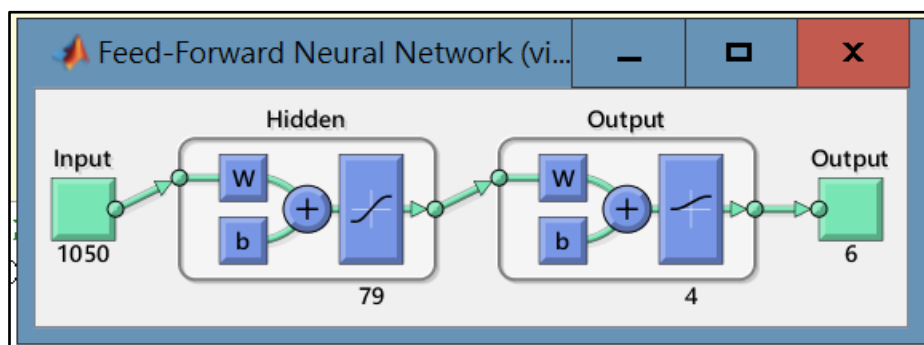 Feed-Forward Neural Network (vi...
Hidden
Output
Input
Output
W
W
b
b
1050
79
4
6